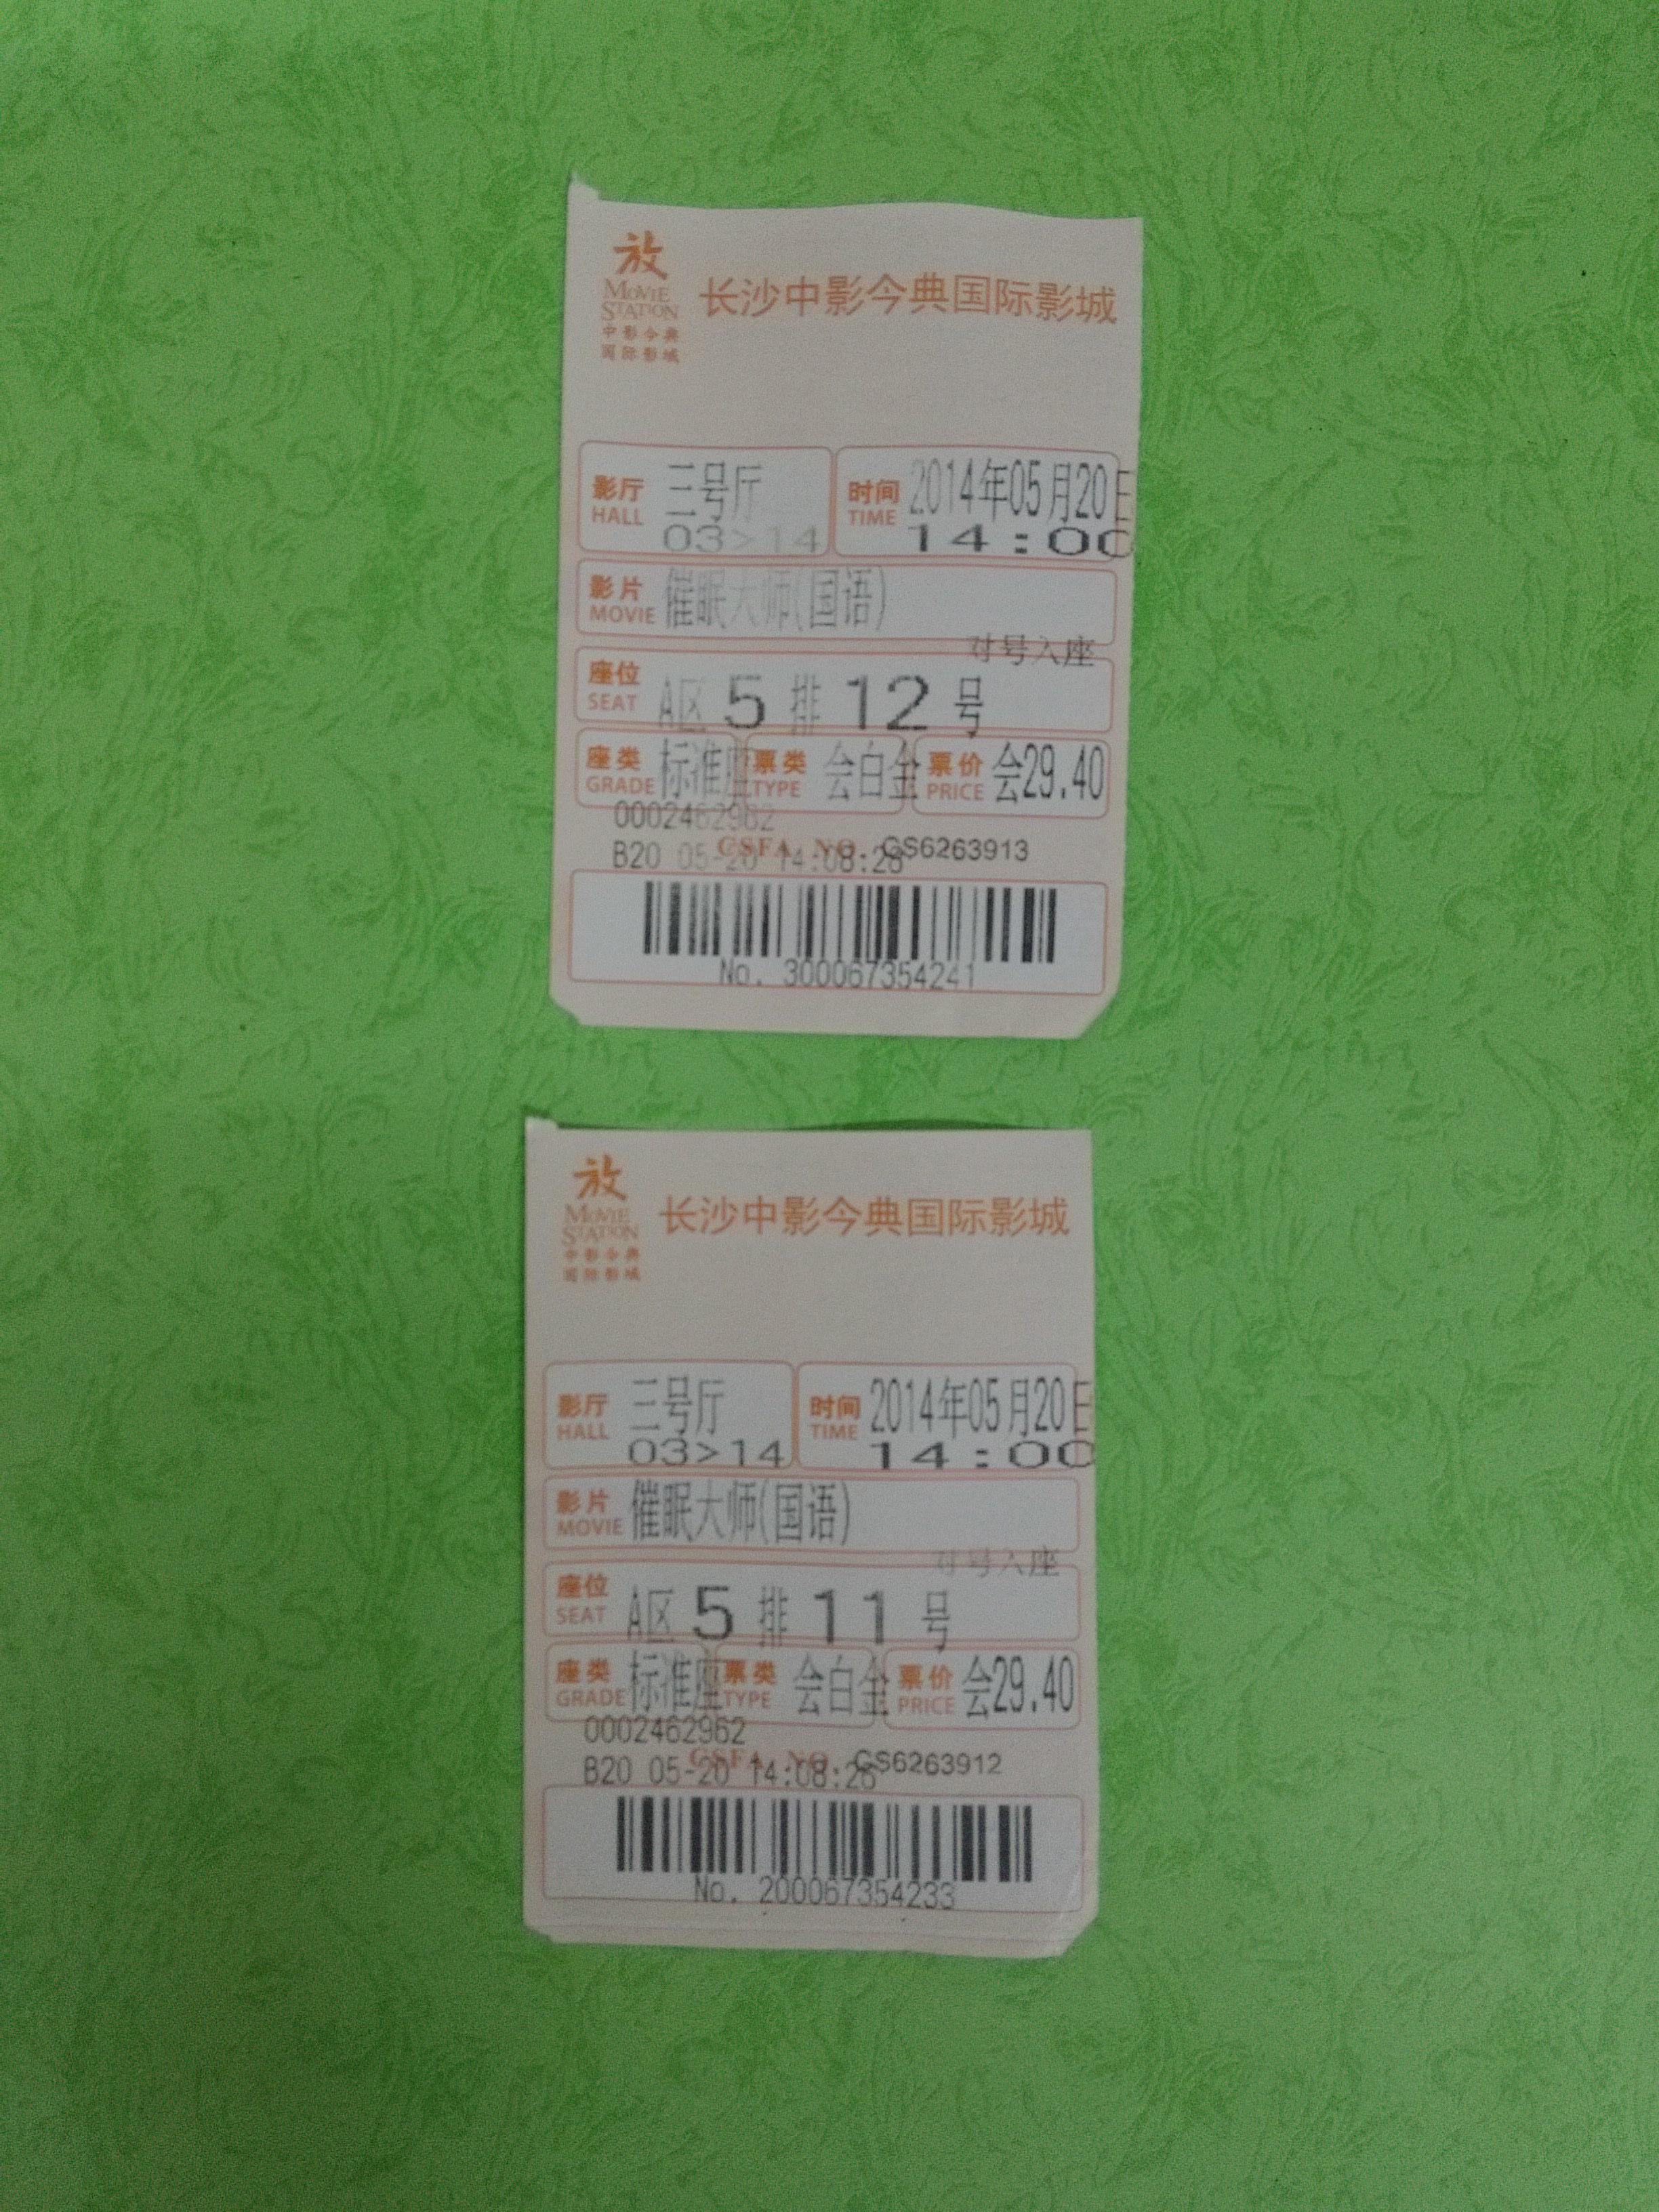 放
MOVIE
STATION
中影今典
国际影城
长沙中影今典国际影城
影厅 三号厅
HALL 03>14
时间 2014年05月20日
TIME 14:00
影片 催眠大师(国语)
MOVIE
对号入座
座位 A区 5 排 12 号
SEAT
座类 标准座 票类 会白金 票价 会29.40
GRADE TYPE PRICE
0002462962
CSFA NO. CS6263913
B20 05-20 14:08:26
No. 300067354241
放
MOVIE
STATION
中影今典
国际影城
长沙中影今典国际影城
影厅 三号厅
HALL 03>14
时间 2014年05月20日
TIME 14:00
影片 催眠大师(国语)
MOVIE
对号入座
座位 A区 5 排 11 号
SEAT
座类 标准座 票类 会白金 票价 会29.40
GRADE TYPE PRICE
0002462962
CSFA NO. CS6263912
B20 05-20 14:08:26
No. 200067354233